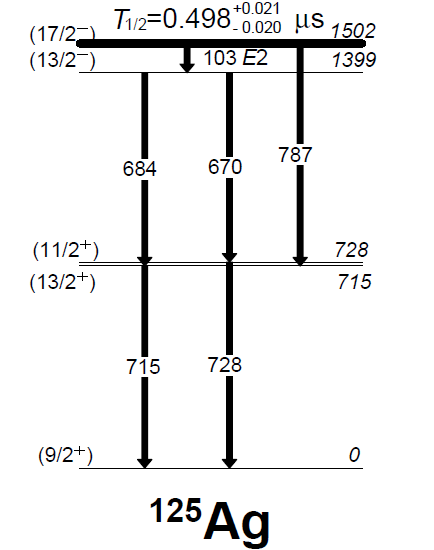 (17/2⁻) T₁/₂=0.498⁺⁰·⁰²¹₋₀.₀₂₀ μs 1502
(13/2⁻) 103 E2 1399
684 670 787
(11/2⁺) 728
(13/2⁺) 715
715 728
(9/2⁺) 0
¹²⁵Ag